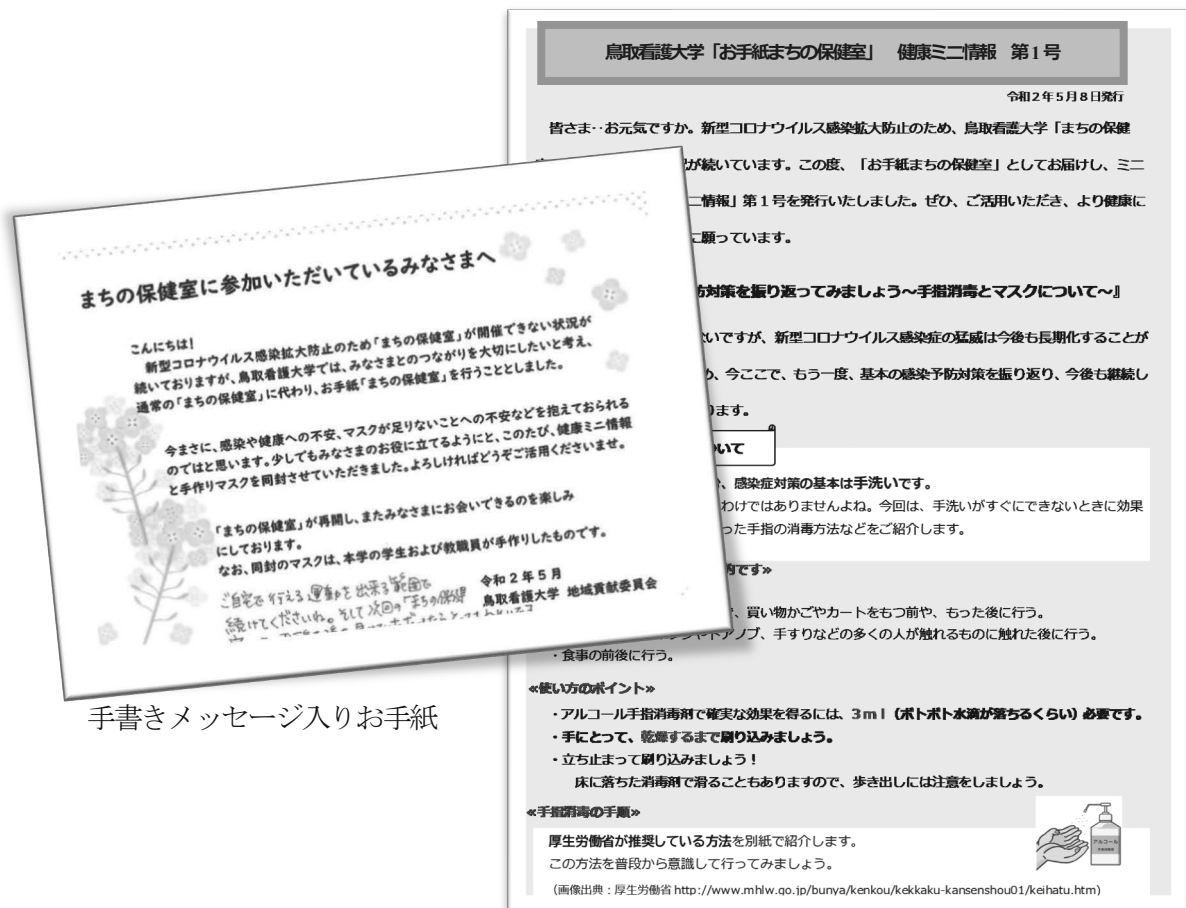 鳥取看護大学「お手紙まちの保健室」 健康ミニ情報 第1号
令和2年5月8日発行
皆さま‥お元気ですか。新型コロナウイルス感染拡大防止のため、鳥取看護大学「まちの保健
が続いています。この度、「お手紙まちの保健室」としてお届けし、ミニ
ニ情報」第1号を発行いたしました。ぜひ、ご活用いただき、より健康に
に願っています。
防対策を振り返ってみましょう～手指消毒とマスクについて～』
ないですが、新型コロナウイルス感染症の猛威は今後も長期化することが
め、今ここで、もう一度、基本の感染予防対策を振り返り、今後も継続し
ります。
ついて
、感染症対策の基本は手洗いです。
わけではありませんよね。今回は、手洗いがすぐにできないときに効果
った手指の消毒方法などをご紹介します。
的です»
、買い物かごやカートをもつ前や、もった後に行う。
ドアノブ、手すりなどの多くの人が触れるものに触れた後に行う。
・食事の前後に行う。
«使い方のポイント»
・アルコール手指消毒剤で確実な効果を得るには、3ml(ポトポト水滴が落ちるくらい)必要です。
・手にとって、乾燥するまで刷り込みましょう。
・立ち止まって刷り込みましょう!
床に落ちた消毒剤で滑ることもありますので、歩き出しには注意をしましょう。
«手指消毒の手順»
厚生労働省が推奨している方法を別紙で紹介します。
この方法を普段から意識して行ってみましょう。
(画像出典:厚生労働省 http://www.mhlw.go.jp/bunya/kenkou/kekkaku-kansenshou01/keihatu.htm)
アルコール
まちの保健室に参加いただいているみなさまへ
こんにちは!
新型コロナウイルス感染拡大防止のため「まちの保健室」が開催できない状況が
続いておりますが、鳥取看護大学では、みなさまとのつながりを大切にしたいと考え、
通常の「まちの保健室」に代わり、お手紙「まちの保健室」を行うこととしました。
今まさに、感染や健康への不安、マスクが足りないことへの不安などを抱えておられる
のではと思います。少しでもみなさまのお役に立てるようにと、このたび、健康ミニ情報
と手作りマスクを同封させていただきました。よろしければどうぞご活用くださいませ。
「まちの保健室」が再開し、またみなさまにお会いできるのを楽しみ
にしております。
なお、同封のマスクは、本学の学生および教職員が手作りしたものです。
令和2年5月
鳥取看護大学 地域貢献委員会
ご自宅で行える運動を出来る範囲で
続けてくださいね。そして次回の「まちの保健
手書きメッセージ入りお手紙